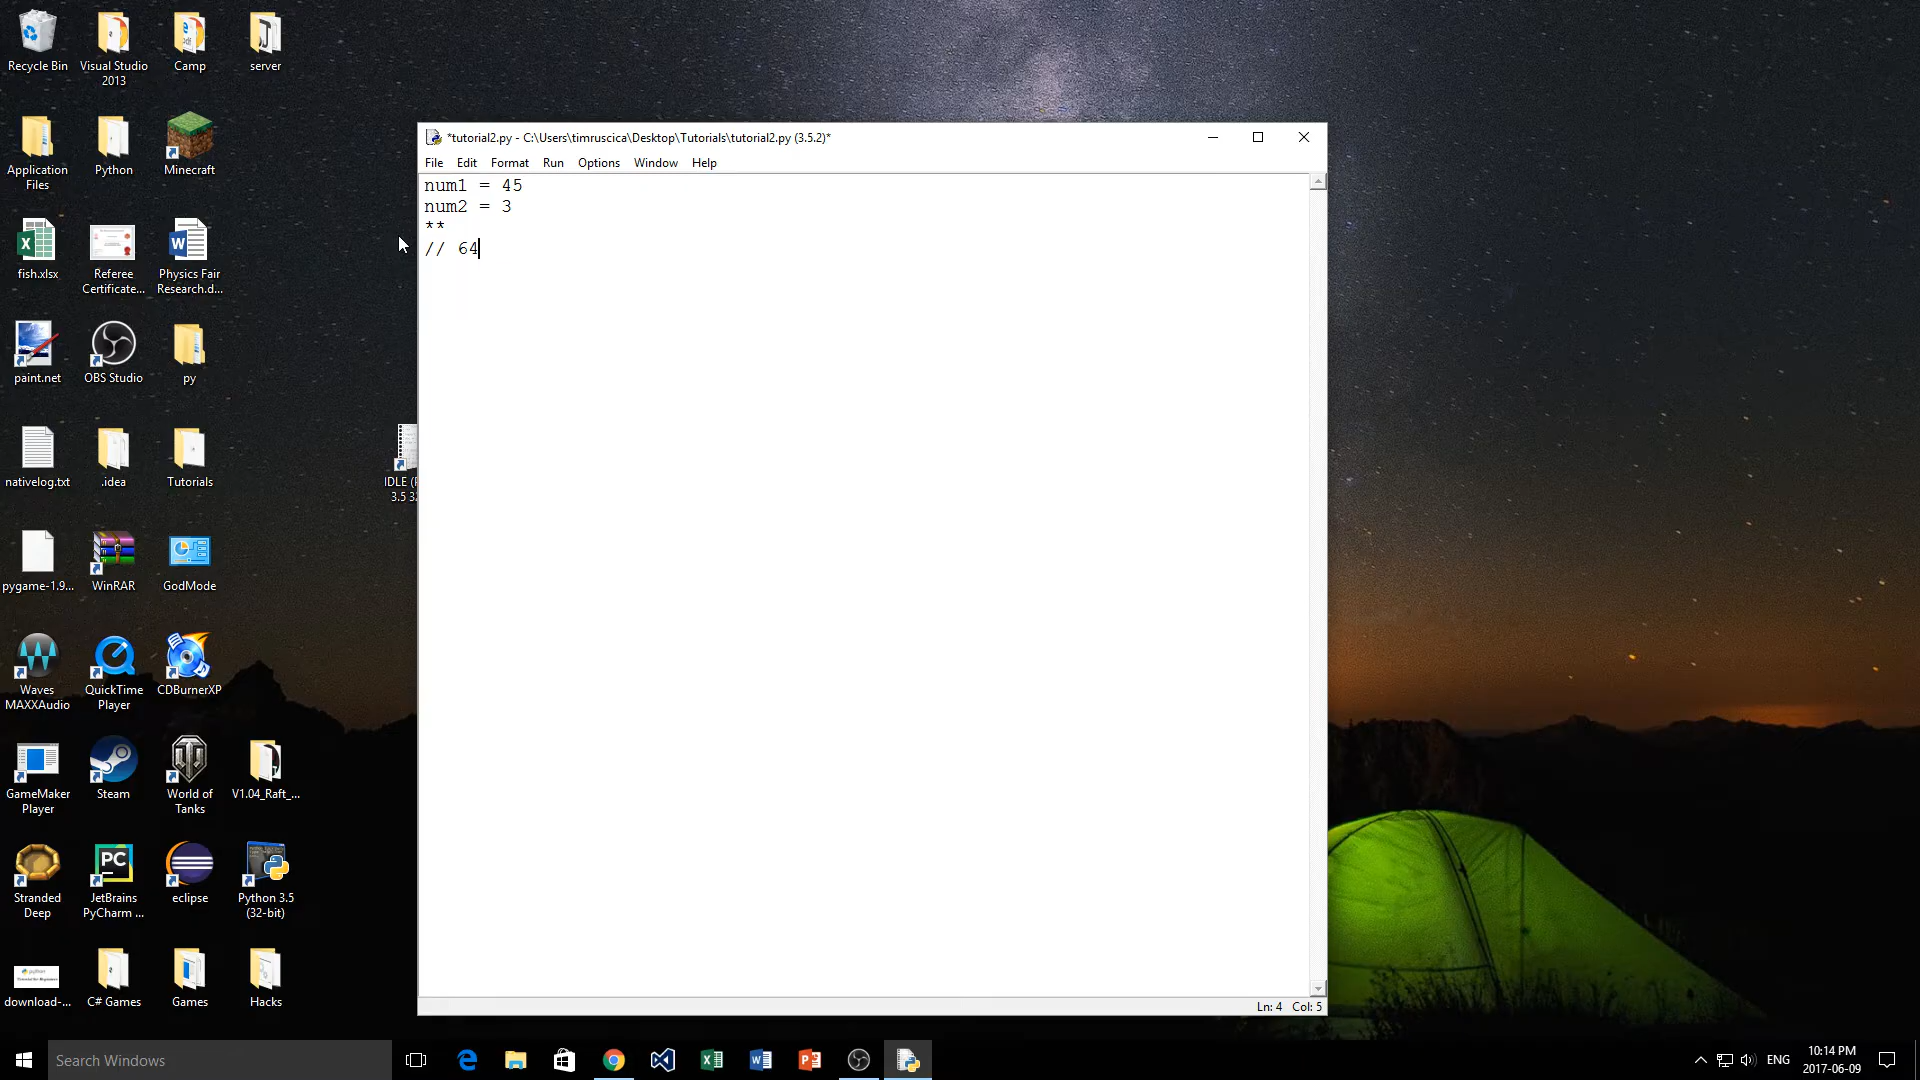 Recycle Bin
Visual Studio
2013
Camp
server
Application
Files
Python
Minecraft
fish.xlsx
Referee
Certificate...
Physics Fair
Research.d...
paint.net
OBS Studio
py
nativelog.txt
.idea
Tutorials
pygame-1.9...
WinRAR
GodMode
Waves
MAXXAudio
QuickTime
Player
CDBurnerXP
GameMaker
Player
Steam
World of
Tanks
V1.04_Raft_...
Stranded
Deep
JetBrains
PyCharm ...
eclipse
Python 3.5
(32-bit)
download-...
C# Games
Games
Hacks
IDLE (P
3.5 32
*tutorial2.py - C:\Users\timruscica\Desktop\Tutorials\tutorial2.py (3.5.2)*
File Edit Format Run Options Window Help
num1 = 45
num2 = 3
**
// 64
Ln: 4 Col: 5
Search Windows
ENG
10:14 PM
2017-06-09